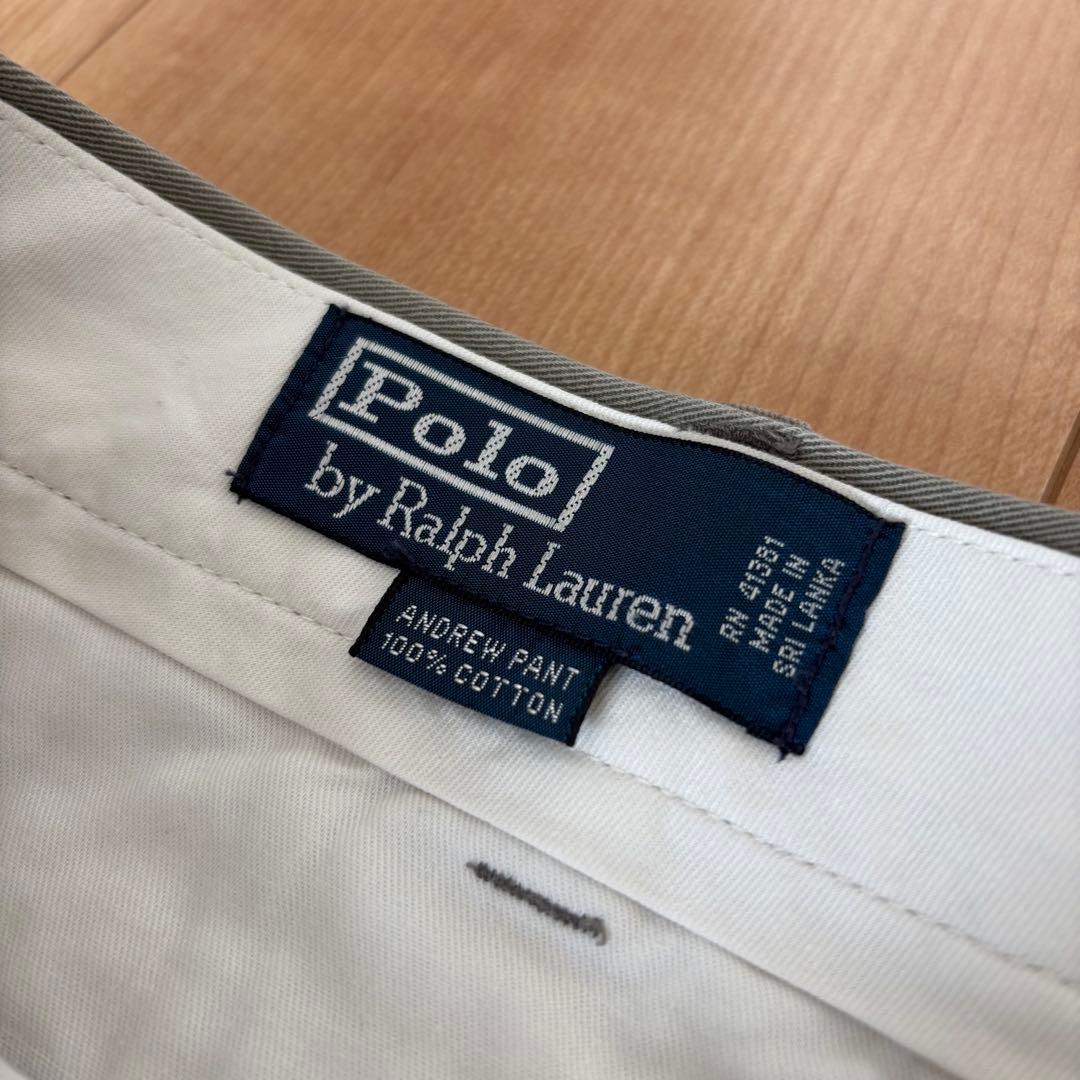 Polo
by Ralph Lauren
RN 41381
MADE IN
SRI LANKA
ANDREW PANT
100% COTTON